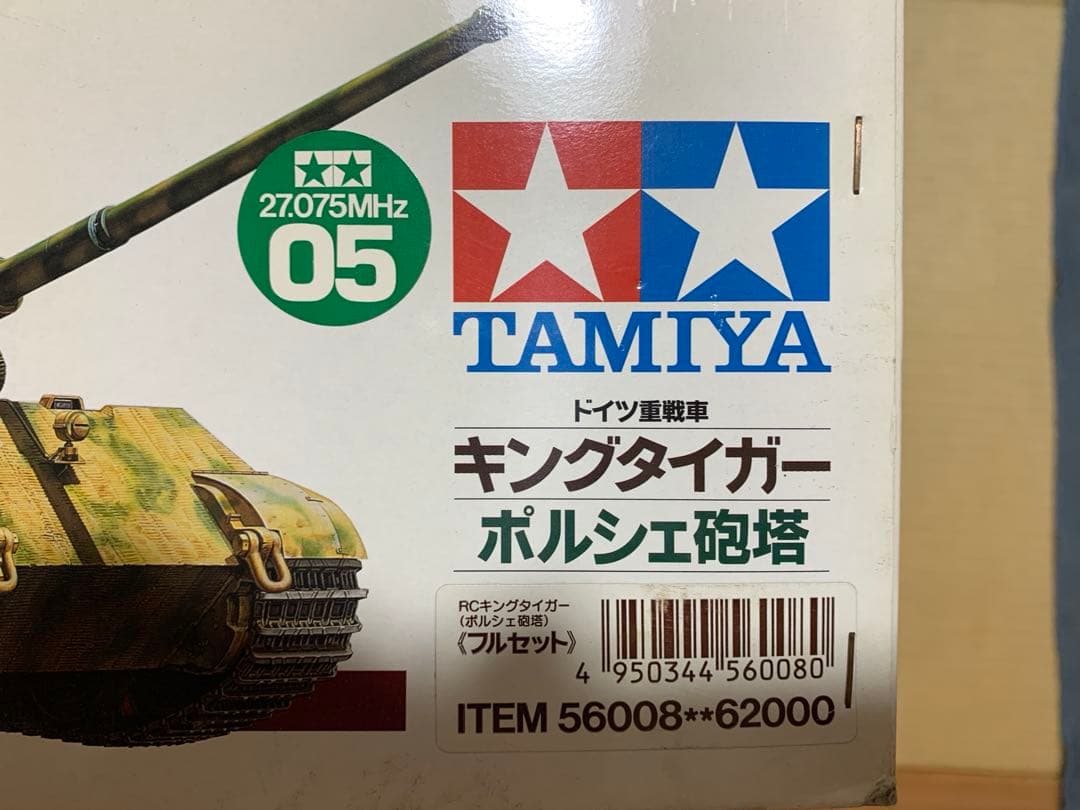 27.075MHz
05
TAMIYA
ドイツ重戦車
キングタイガー
ポルシェ砲塔
RCキングタイガー
(ポルシェ砲塔)
《フルセット》
4 950344 560080
ITEM 56008**62000